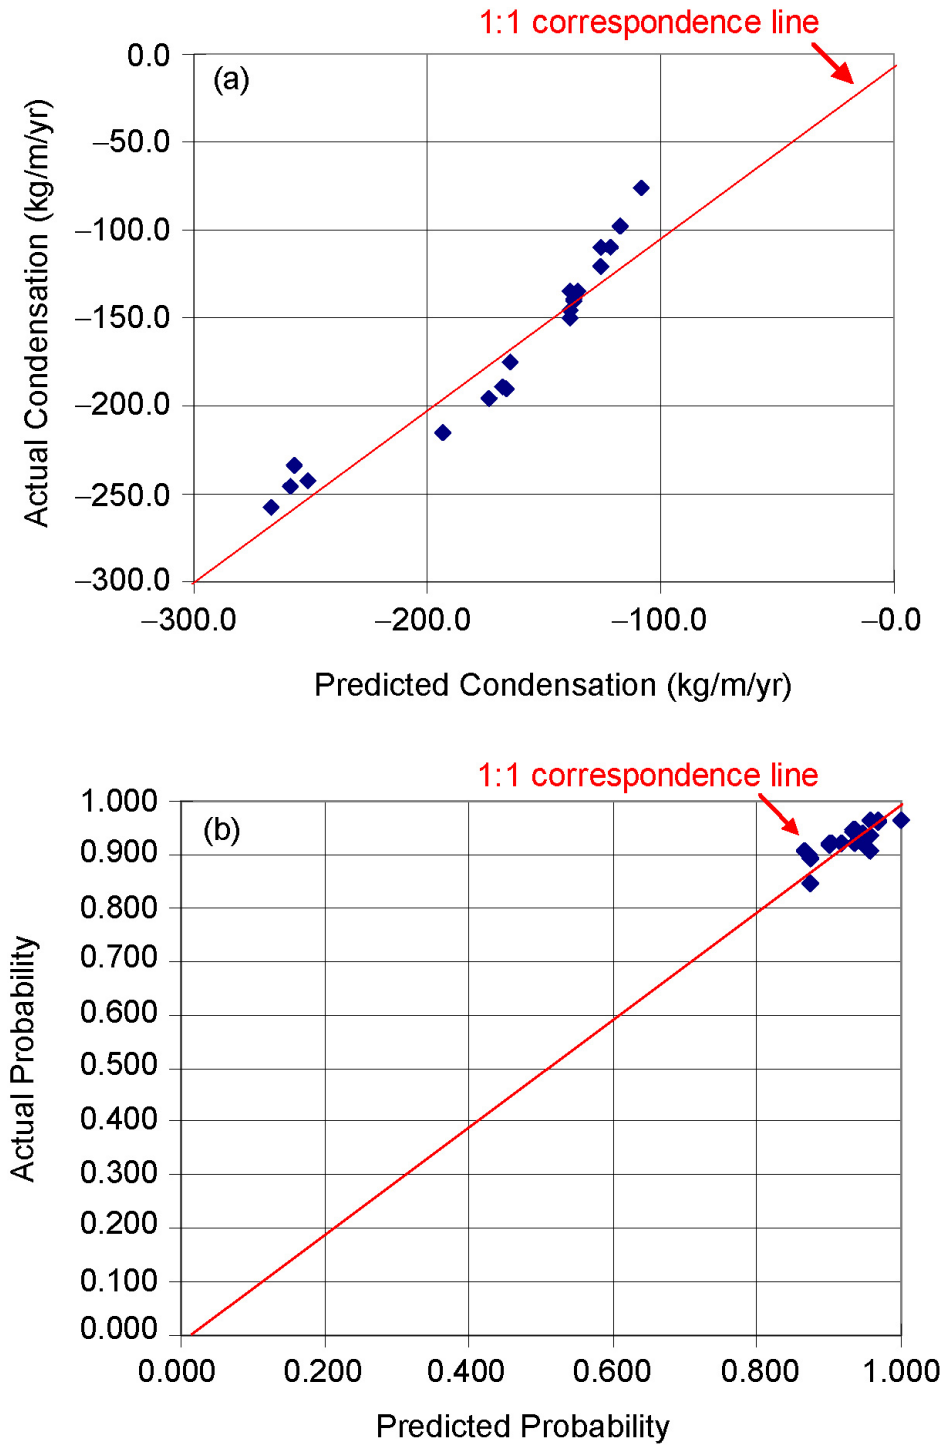 1:1 correspondence line
(a)
Actual Condensation (kg/m/yr)
0.0
–50.0
–100.0
–150.0
–200.0
–250.0
–300.0
–300.0 –200.0 –100.0 –0.0
Predicted Condensation (kg/m/yr)
1:1 correspondence line
(b)
Actual Probability
1.000
0.900
0.800
0.700
0.600
0.500
0.400
0.300
0.200
0.100
0.000
0.000 0.200 0.400 0.600 0.800 1.000
Predicted Probability